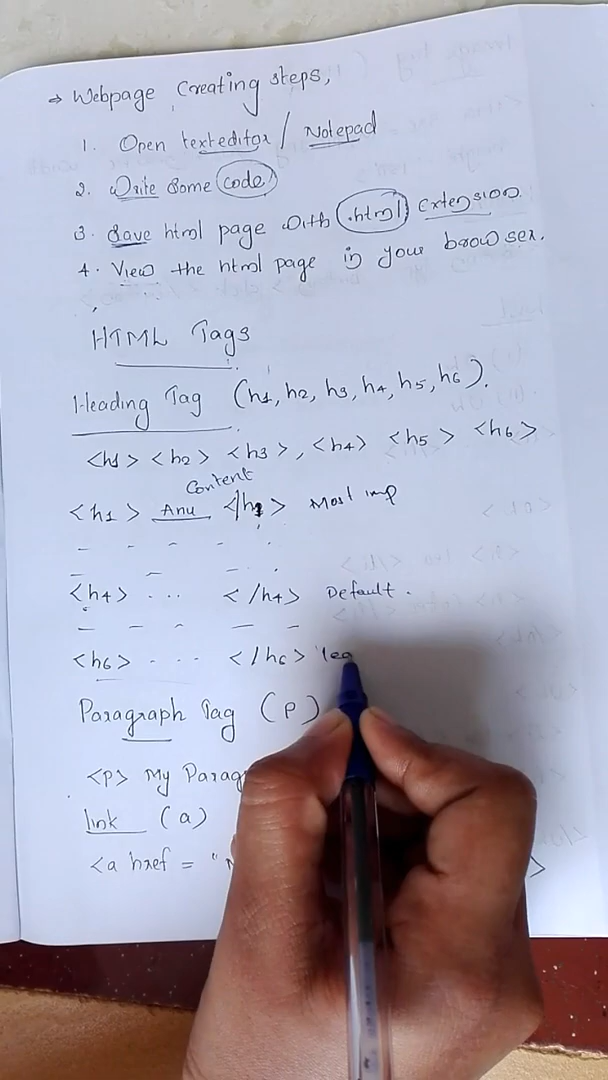 → Webpage Creating steps,
1. Open texteditor / Notepad
2. Write Some code
3. Save html page with .html extension
4. View the html page in your browser.
HTML Tags
Heading Tag (h1, h2, h3, h4, h5, h6).
<h1> <h2> <h3>, <h4> <h5> <h6>
Content
<h1> Anu </h1> Most imp
<h4> ... </h4> Default.
<h6> .... </h6> lea
Paragraph Tag (P)
<P> My Parag
link (a)
<a href = "